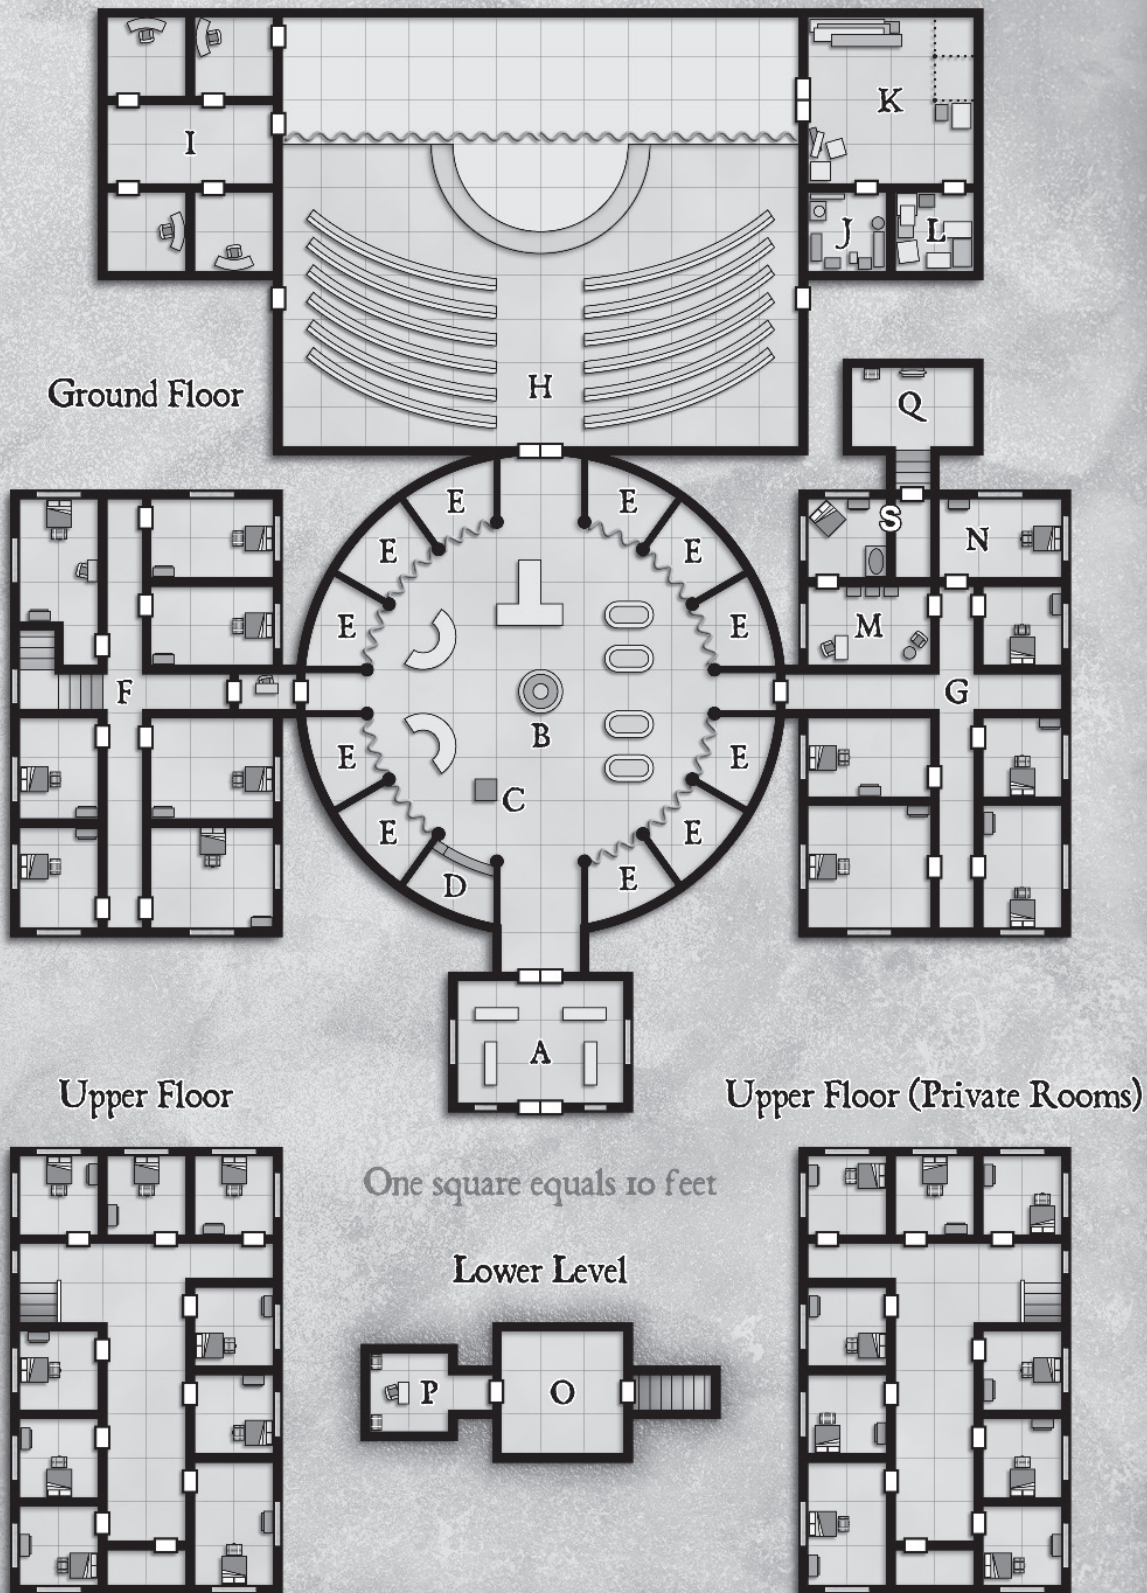 K
I
J
L
Ground Floor
H
Q
E
E
S
E
E
N
E
E
M
F
G
B
E
E
C
E
E
D
E
A
Upper Floor
Upper Floor (Private Rooms)
One square equals 10 feet
Lower Level
P
O